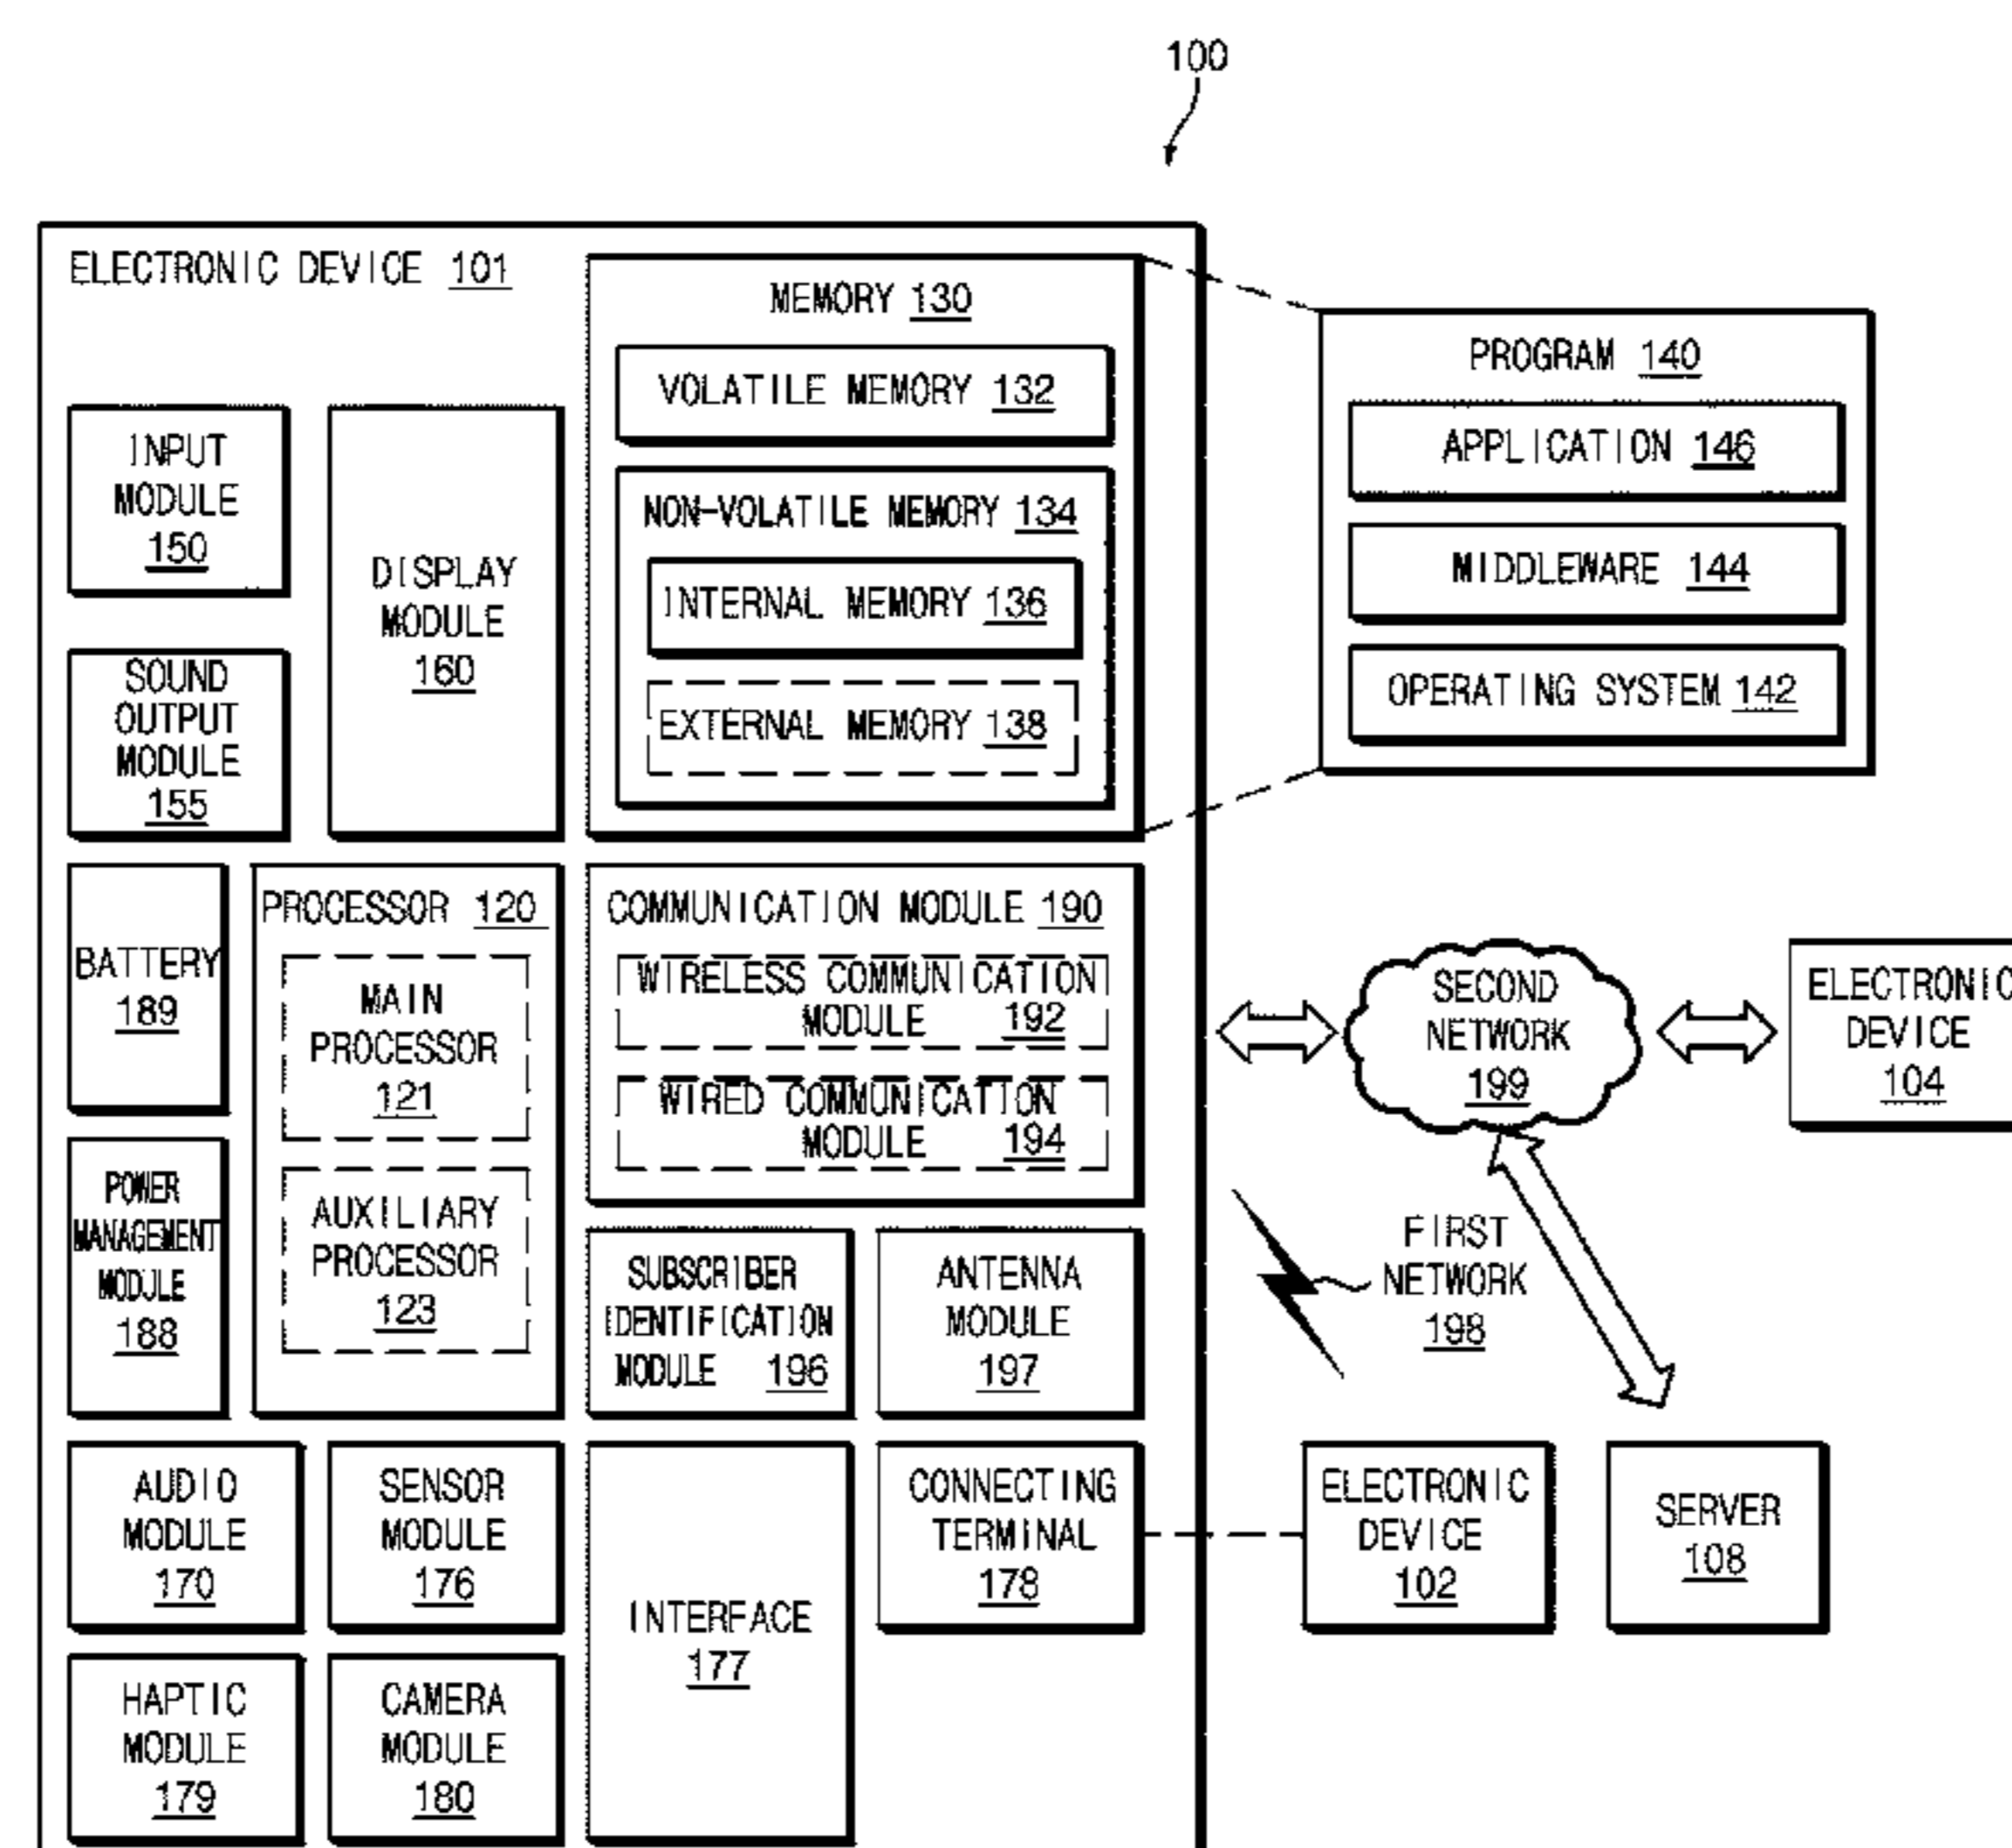 100
ELECTRONIC DEVICE 101
MEMORY 130
VOLATILE MEMORY 132
NON-VOLATILE MEMORY 134
INTERNAL MEMORY 136
EXTERNAL MEMORY 138
PROGRAM 140
APPLICATION 146
MIDDLEWARE 144
OPERATING SYSTEM 142
INPUT
MODULE
150
SOUND
OUTPUT
MODULE
155
DISPLAY
MODULE
160
BATTERY
189
POWER
MANAGEMENT
MODULE
188
PROCESSOR 120
MAIN
PROCESSOR
121
AUXILIARY
PROCESSOR
123
COMMUNICATION MODULE 190
WIRELESS COMMUNICATION
MODULE 192
WIRED COMMUNICATION
MODULE 194
SUBSCRIBER
IDENTIFICATION
MODULE 196
ANTENNA
MODULE
197
SECOND
NETWORK
199
ELECTRONIC
DEVICE
104
FIRST
NETWORK
198
AUDIO
MODULE
170
SENSOR
MODULE
176
INTERFACE
177
CONNECTING
TERMINAL
178
ELECTRONIC
DEVICE
102
SERVER
108
HAPTIC
MODULE
179
CAMERA
MODULE
180